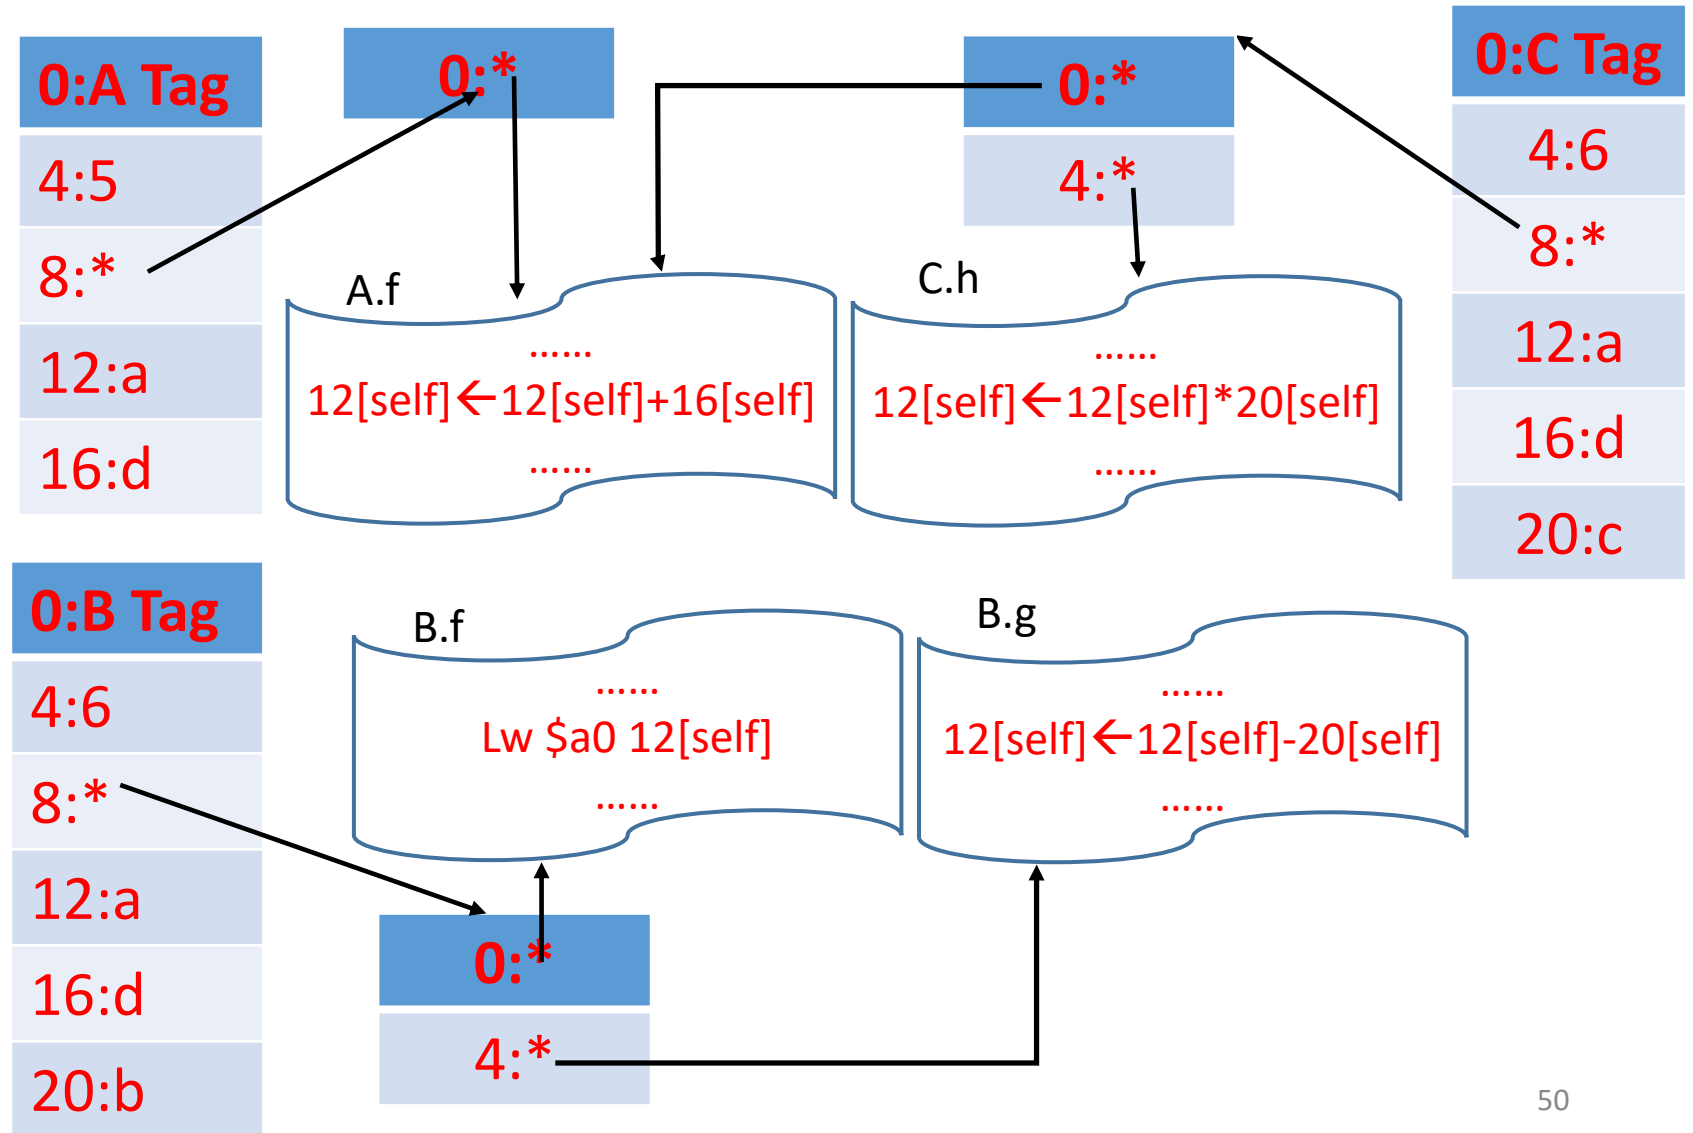 0:A Tag
4:5
8:*
12:a
16:d
0:*
0:*
4:*
0:C Tag
4:6
8:*
12:a
16:d
20:c
A.f
……
12[self]←12[self]+16[self]
……
C.h
……
12[self]←12[self]*20[self]
……
0:B Tag
4:6
8:*
12:a
16:d
20:b
B.f
……
Lw $a0 12[self]
……
B.g
……
12[self]←12[self]-20[self]
……
0:*
4:*
50